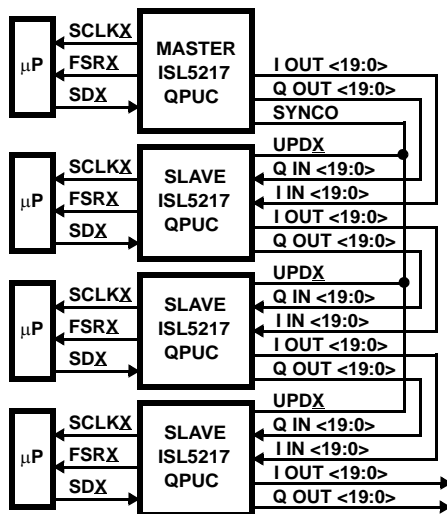 SCLKX
FSRX
SDX
µP
MASTER
ISL5217
QPUC
I OUT <19:0>
Q OUT <19:0>
SYNCO
UPDX
Q IN <19:0>
I IN <19:0>
I OUT <19:0>
Q OUT <19:0>
SCLKX
FSRX
SDX
µP
SLAVE
ISL5217
QPUC
UPDX
Q IN <19:0>
I IN <19:0>
I OUT <19:0>
Q OUT <19:0>
SCLKX
FSRX
SDX
µP
SLAVE
ISL5217
QPUC
UPDX
Q IN <19:0>
I IN <19:0>
I OUT <19:0>
Q OUT <19:0>
SCLKX
FSRX
SDX
µP
SLAVE
ISL5217
QPUC